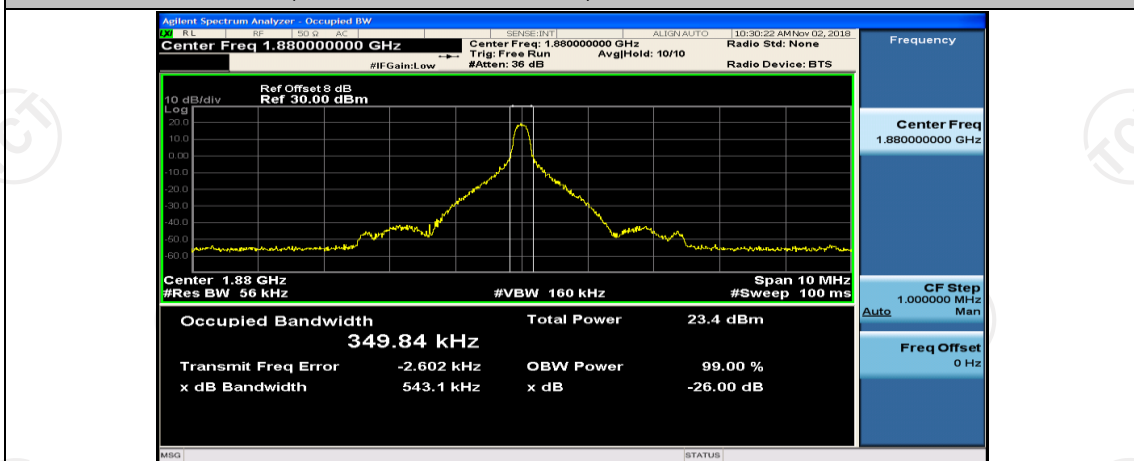 Agilent Spectrum Analyzer - Occupied BW
LXI RL RF 50 Ω AC SENSE:INT ALIGN AUTO 10:30:22 AM Nov 02, 2018
Center Freq 1.880000000 GHz
Center Freq: 1.880000000 GHz
Radio Std: None
Trig: Free Run Avg|Hold: 10/10
#IFGain:Low
#Atten: 36 dB
Radio Device: BTS
Ref Offset 8 dB
10 dB/div Ref 30.00 dBm
Log
20.0
10.0
0.00
-10.0
-20.0
-30.0
-40.0
-50.0
-60.0
Center 1.88 GHz Span 10 MHz
#Res BW 56 kHz #VBW 160 kHz #Sweep 100 ms
Occupied Bandwidth Total Power 23.4 dBm
349.84 kHz
Transmit Freq Error -2.602 kHz OBW Power 99.00 %
x dB Bandwidth 543.1 kHz x dB -26.00 dB
MSG STATUS
Frequency
Center Freq
1.880000000 GHz
CF Step
1.000000 MHz
Auto Man
Freq Offset
0 Hz